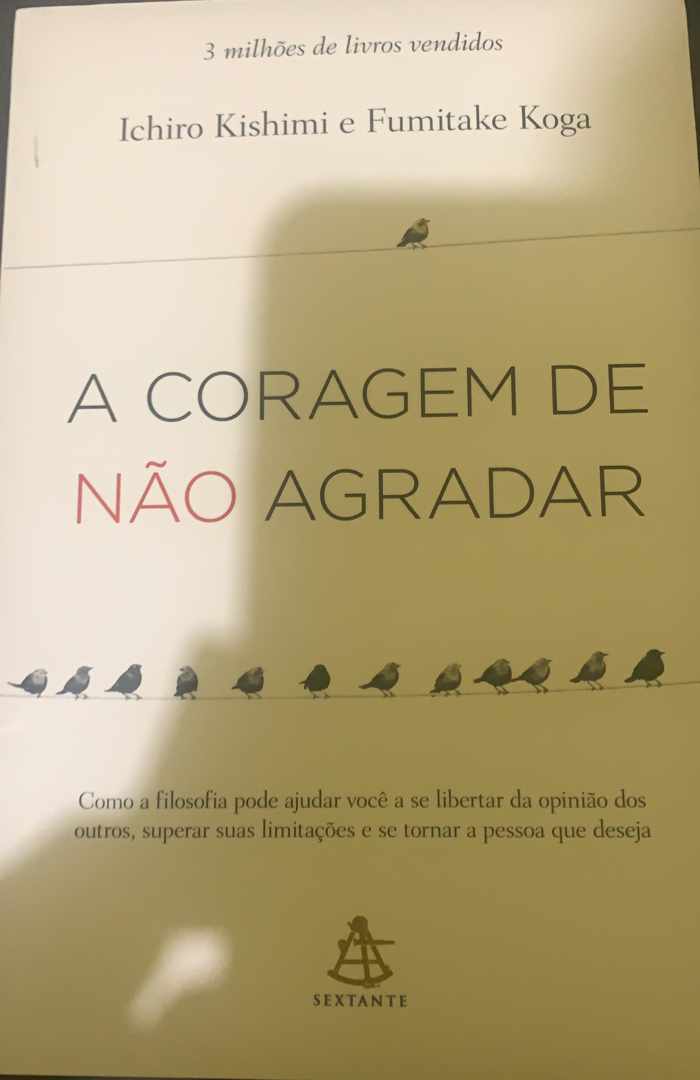 3 milhões de livros vendidos
Ichiro Kishimi e Fumitake Koga
A CORAGEM DE
NÃO AGRADAR
Como a filosofia pode ajudar você a se libertar da opinião dos
outros, superar suas limitações e se tornar a pessoa que deseja
SEXTANTE